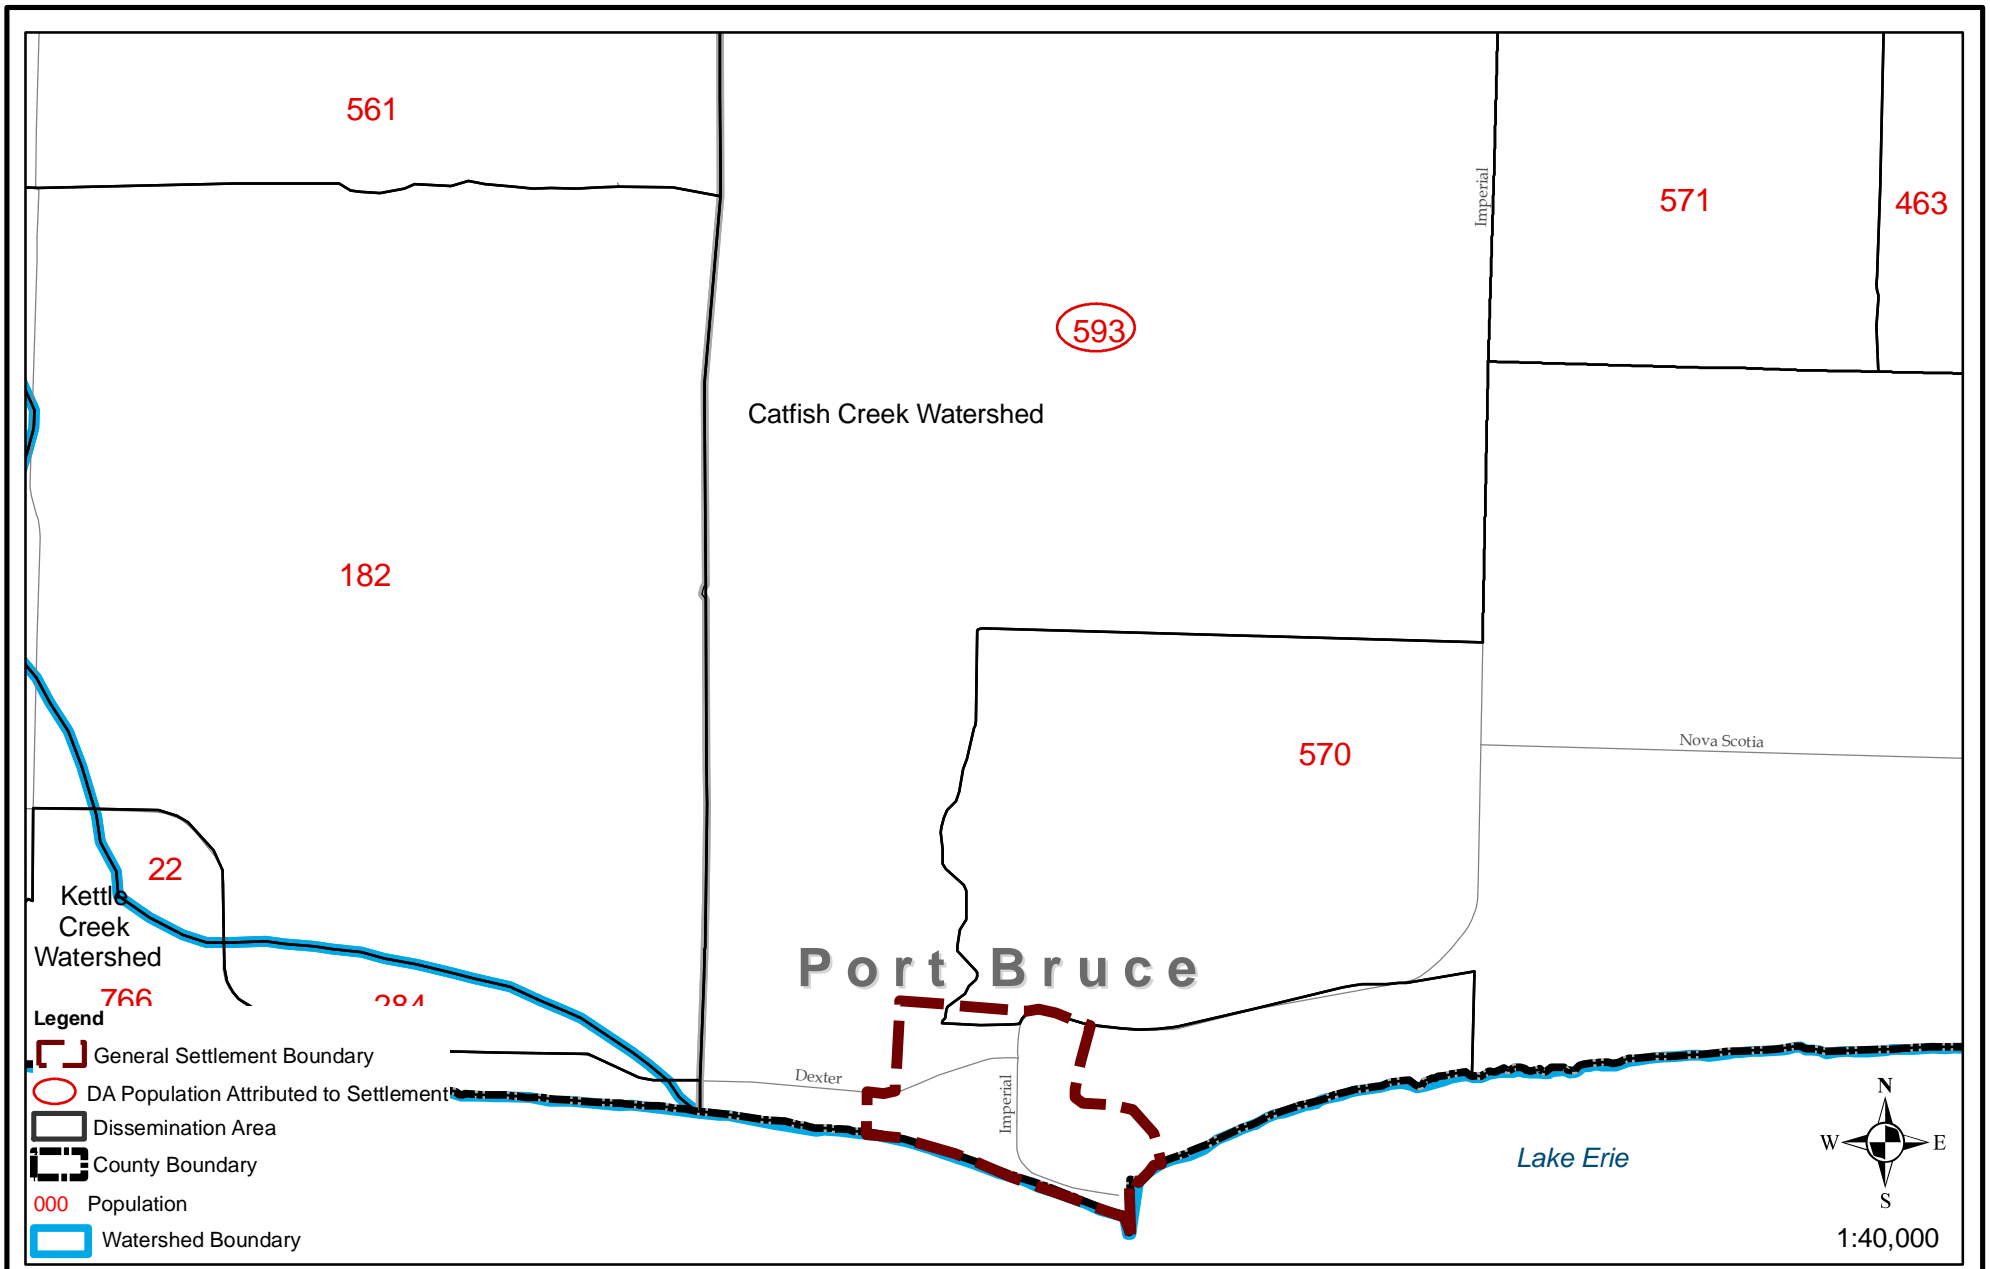 561
571
463
Imperial
593
Catfish Creek Watershed
182
Nova Scotia
570
22
Kettle
Creek
Watershed
Port Bruce
766
284
Legend
General Settlement Boundary
DA Population Attributed to Settlement
Dissemination Area
County Boundary
000 Population
Watershed Boundary
Dexter
Imperial
Lake Erie
N
W E
S
1:40,000